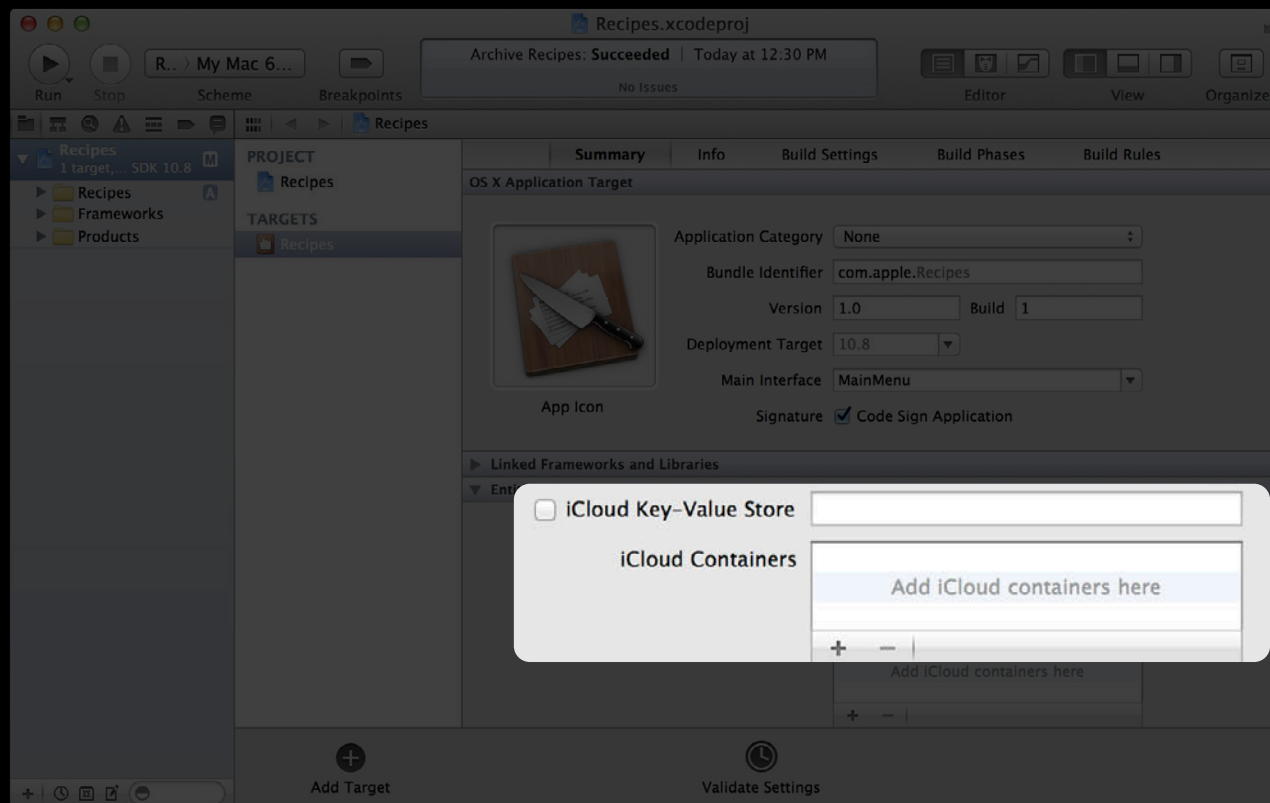 Recipes.xcodeproj
R.. › My Mac 6...
Archive Recipes: Succeeded | Today at 12:30 PM
No Issues
Run Stop Scheme Breakpoints Editor View Organize
Recipes
Recipes M
1 target,... SDK 10.8
Recipes A
Frameworks
Products
PROJECT
Recipes
TARGETS
Recipes
Summary Info Build Settings Build Phases Build Rules
OS X Application Target
Application Category None
Bundle Identifier com.apple.Recipes
Version 1.0 Build 1
Deployment Target 10.8
Main Interface MainMenu
App Icon
Signature Code Sign Application
Linked Frameworks and Libraries
Enti
iCloud Key-Value Store
iCloud Containers
Add iCloud containers here
Add iCloud containers here
Add Target Validate Settings